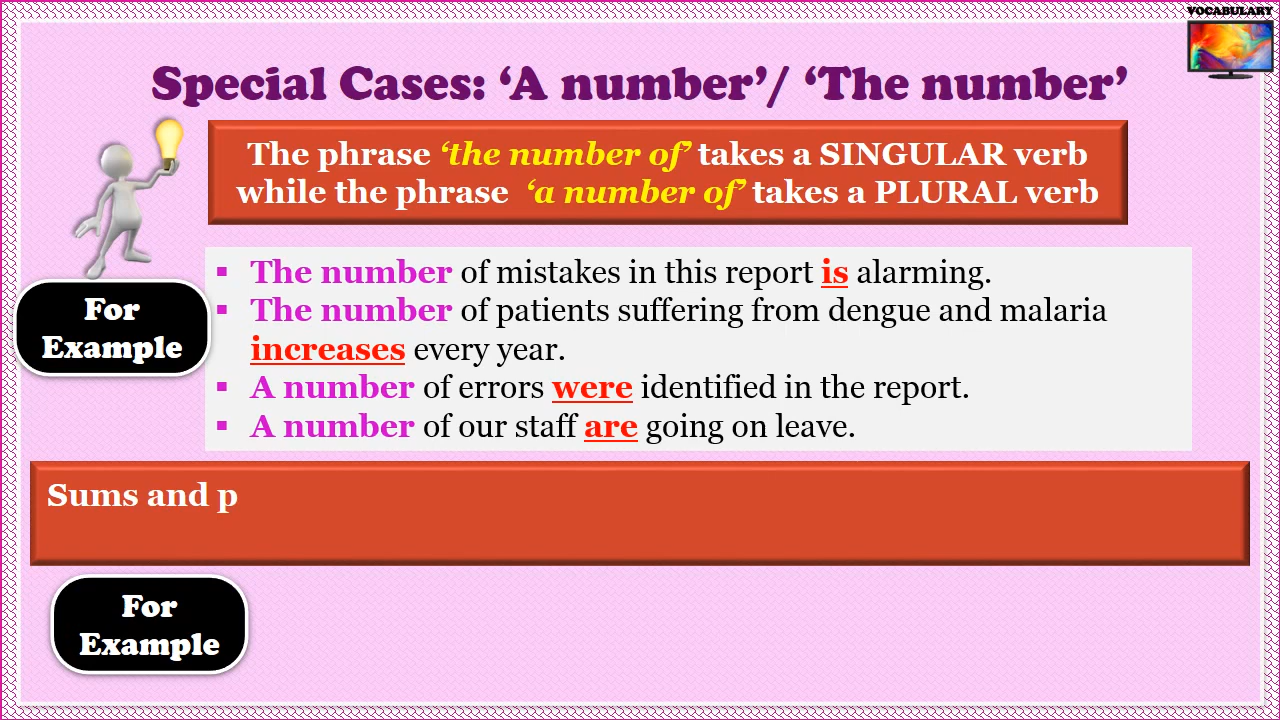 VOCABULARY
Special Cases: ‘A number’/ ‘The number’
The phrase ‘the number of’ takes a SINGULAR verb
while the phrase ‘a number of’ takes a PLURAL verb
For
Example
▪ The number of mistakes in this report is alarming.
▪ The number of patients suffering from dengue and malaria
increases every year.
▪ A number of errors were identified in the report.
▪ A number of our staff are going on leave.
Sums and p
For
Example